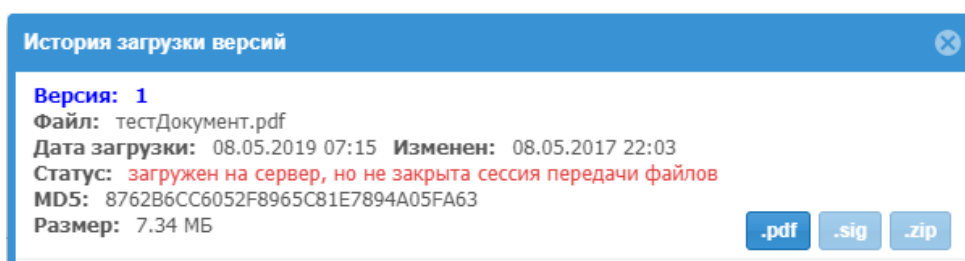 История загрузки версий
Версия: 1
Файл: тестДокумент.pdf
Дата загрузки: 08.05.2019 07:15 Изменен: 08.05.2017 22:03
Статус: загружен на сервер, но не закрыта сессия передачи файлов
MD5: 8762B6CC6052F8965C81E7894A05FA63
Размер: 7.34 МБ
.pdf .sig .zip